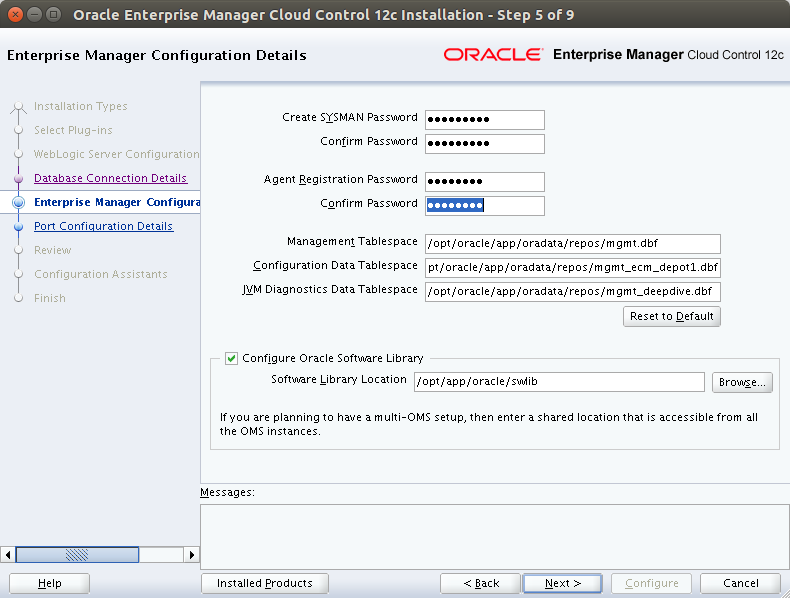 Oracle Enterprise Manager Cloud Control 12c Installation - Step 5 of 9
Enterprise Manager Configuration Details
ORACLE Enterprise Manager Cloud Control 12c
Installation Types
Select Plug-ins
WebLogic Server Configuration
Database Connection Details
Enterprise Manager Configura
Port Configuration Details
Review
Configuration Assistants
Finish
Create SYSMAN Password ●●●●●●●●●
Confirm Password ●●●●●●●●●
Agent Registration Password ●●●●●●●●
Confirm Password ●●●●●●●●
Management Tablespace /opt/oracle/app/oradata/repos/mgmt.dbf
Configuration Data Tablespace pt/oracle/app/oradata/repos/mgmt_ecm_depot1.dbf
JVM Diagnostics Data Tablespace /opt/oracle/app/oradata/repos/mgmt_deepdive.dbf
Reset to Default
Configure Oracle Software Library
Software Library Location /opt/app/oracle/swlib Browse...
If you are planning to have a multi-OMS setup, then enter a shared location that is accessible from all
the OMS instances.
Messages:
Help Installed Products < Back Next > Configure Cancel